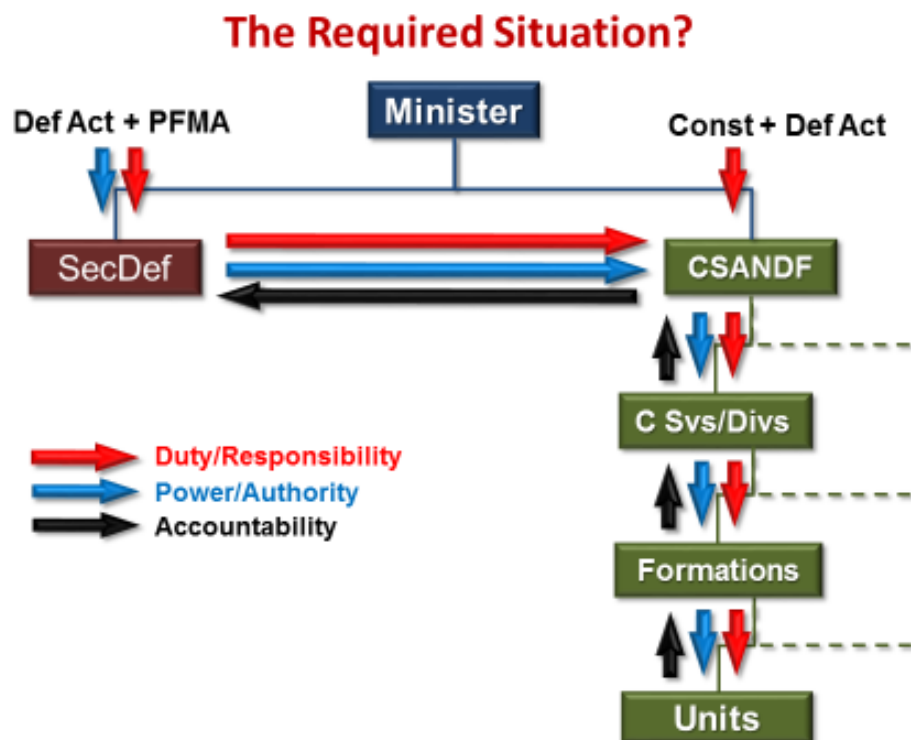 The Required Situation?
Minister
Def Act + PFMA
Const + Def Act
SecDef
CSANDF
C Svs/Divs
Duty/Responsibility
Power/Authority
Accountability
Formations
Units